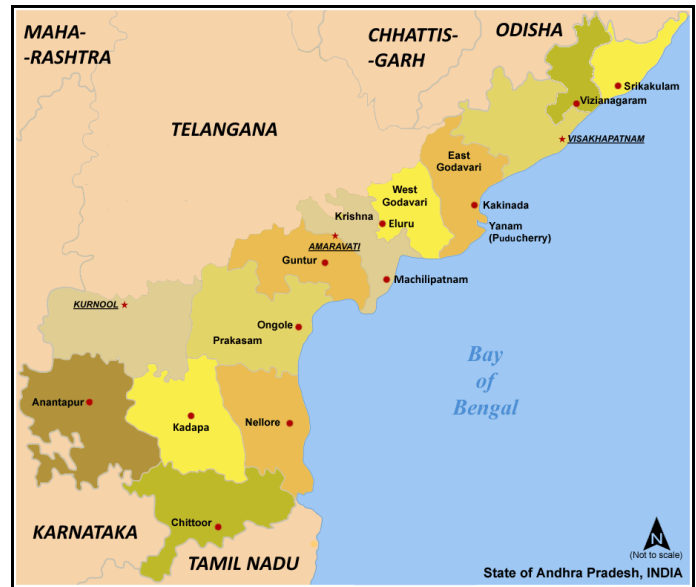 MAHA-
-RASHTRA
CHHATTIS-
-GARH
ODISHA
TELANGANA
Srikakulam
Vizianagaram
VISAKHAPATNAM
East
Godavari
West
Godavari
Kakinada
Krishna
Eluru
Yanam
(Puducherry)
AMARAVATI
Guntur
Machilipatnam
KURNOOL
Ongole
Prakasam
Bay
of
Bengal
Anantapur
Kadapa
Nellore
Chittoor
KARNATAKA
TAMIL NADU
N
(Not to scale)
State of Andhra Pradesh, INDIA